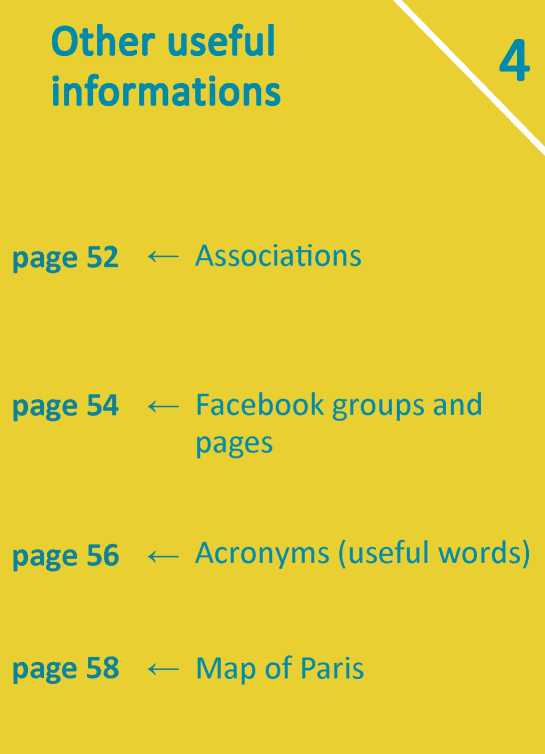 Other useful
informations
4
page 52 ← Associations
page 54 ← Facebook groups and
pages
page 56 ← Acronyms (useful words)
page 58 ← Map of Paris